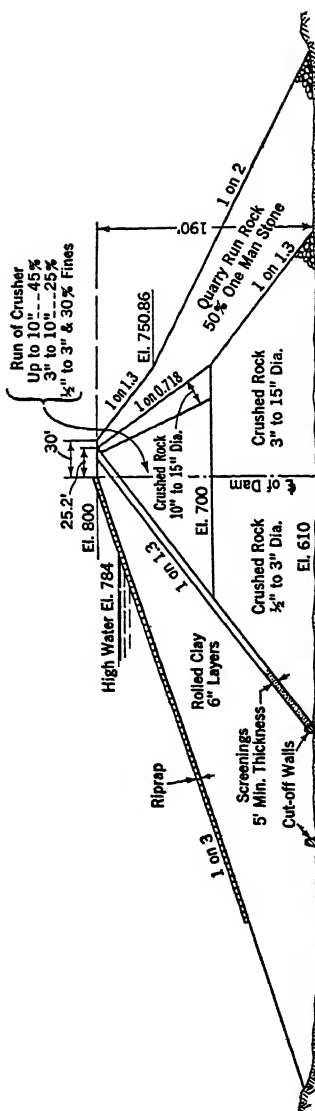 Run of Crusher
Up to 10"---45%
3" to 10"---25%
½" to 3" & 30% Fines
30'
25.2'
El. 800
High Water El. 784
1 on 1.3
El. 750.86
1 on 0.718
190'
1 on 2
Crushed Rock
10" to 15" Dia.
Quarry Run Rock
50% One Man Stone
1 on 1.3
Riprap
1 on 3
Rolled Clay
6" Layers
1 on 1.3
El. 700
Crushed Rock
½" to 3" Dia.
Crushed Rock
3" to 15" Dia.
℄ of Dam
El. 610
Screenings
5' Min. Thickness
Cut-off Walls